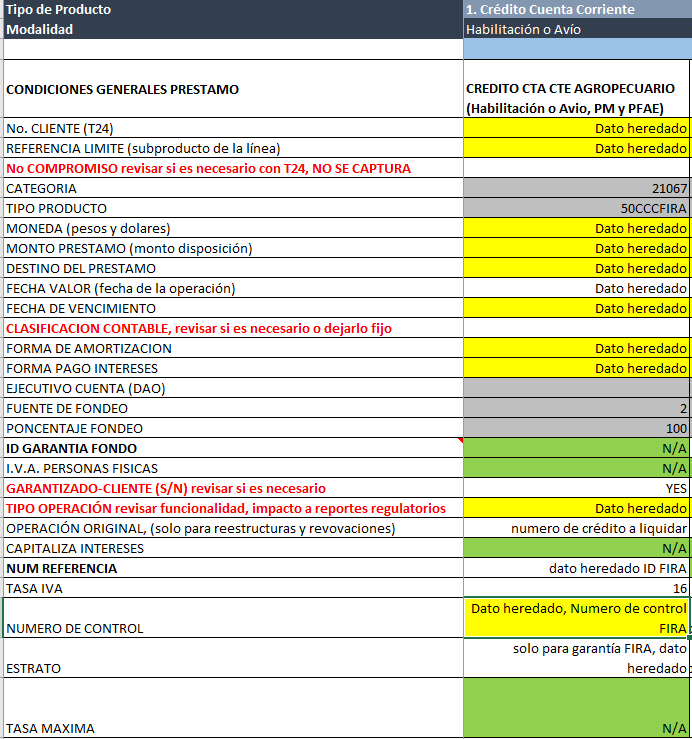 Tipo de Producto 1. Crédito Cuenta Corriente
Modalidad Habilitación o Avío
CONDICIONES GENERALES PRESTAMO CREDITO CTA CTE AGROPECUARIO
(Habilitación o Avio, PM y PFAE)
No. CLIENTE (T24) Dato heredado
REFERENCIA LIMITE (subproducto de la línea) Dato heredado
No COMPROMISO revisar si es necesario con T24, NO SE CAPTURA
CATEGORIA 21067
TIPO PRODUCTO 50CCCFIRA
MONEDA (pesos y dolares) Dato heredado
MONTO PRESTAMO (monto disposición) Dato heredado
DESTINO DEL PRESTAMO Dato heredado
FECHA VALOR (fecha de la operación) Dato heredado
FECHA DE VENCIMIENTO Dato heredado
CLASIFICACION CONTABLE, revisar si es necesario o dejarlo fijo
FORMA DE AMORTIZACION Dato heredado
FORMA PAGO INTERESES Dato heredado
EJECUTIVO CUENTA (DAO)
FUENTE DE FONDEO 2
PONCENTAJE FONDEO 100
ID GARANTIA FONDO N/A
I.V.A. PERSONAS FISICAS N/A
GARANTIZADO-CLIENTE (S/N) revisar si es necesario YES
TIPO OPERACIÓN revisar funcionalidad, impacto a reportes regulatorios Dato heredado
OPERACIÓN ORIGINAL, (solo para reestructuras y revovaciones) numero de crédito a liquidar
CAPITALIZA INTERESES N/A
NUM REFERENCIA dato heredado ID FIRA
TASA IVA 16
Dato heredado, Numero de control
NUMERO DE CONTROL FIRA
solo para garantía FIRA, dato
ESTRATO heredado
TASA MAXIMA N/A